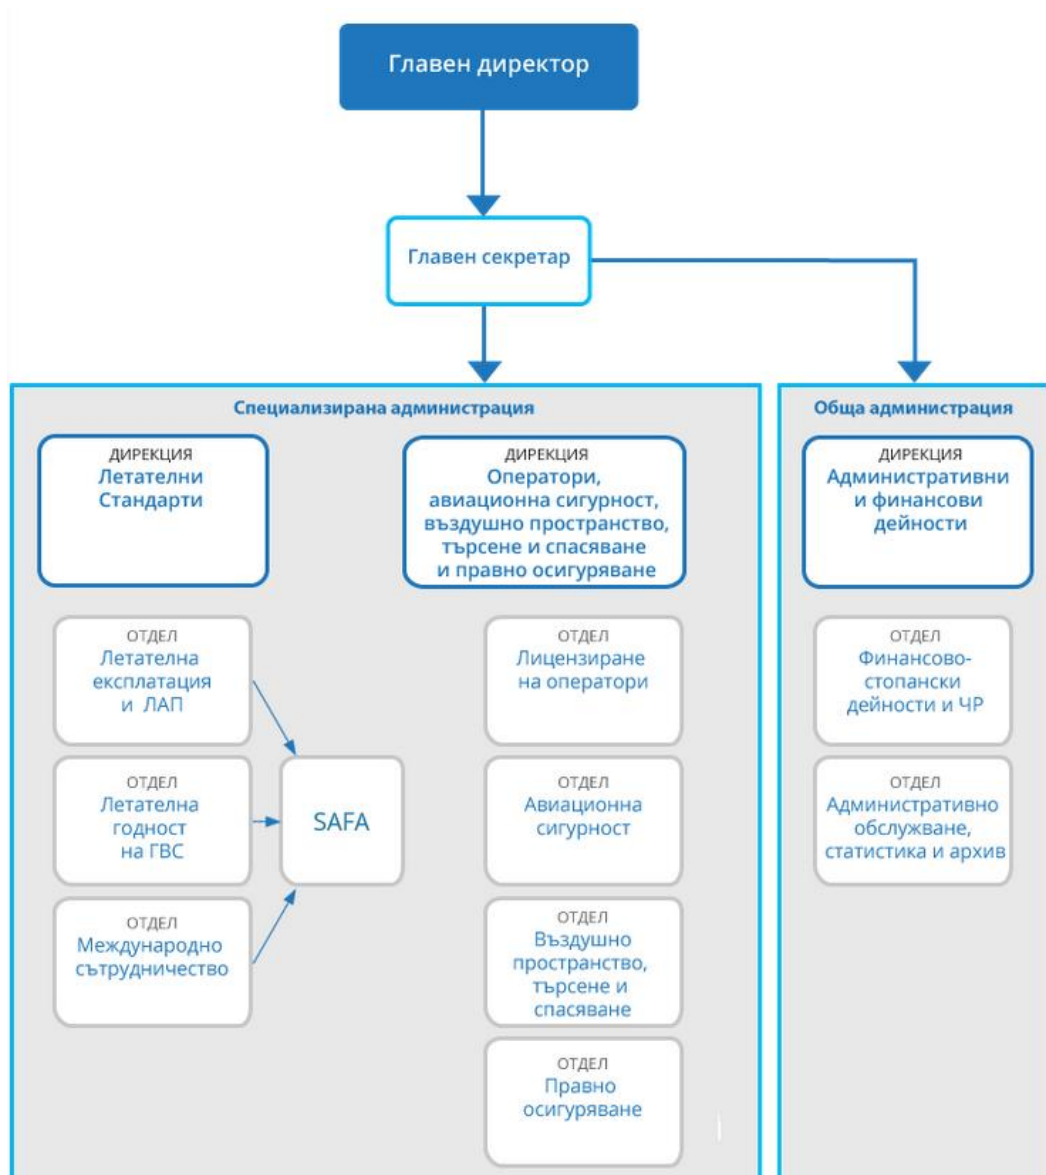 Главен директор
Главен секретар
Специализирана администрация
ДИРЕКЦИЯ
Летателни
Стандарти
ДИРЕКЦИЯ
Оператори,
авиационна сигурност,
въздушно пространство,
търсене и спасяване
и правно осигуряване
ОТДЕЛ
Летателна
експлатация
и ЛАП
ОТДЕЛ
Летателна
годност
на ГВС
ОТДЕЛ
Международно
сътрудничество
SAFA
ОТДЕЛ
Лицензиране
на оператори
ОТДЕЛ
Авиационна
сигурност
ОТДЕЛ
Въздушно
пространство,
търсене и
спасяване
ОТДЕЛ
Правно
осигуряване
Обща администрация
ДИРЕКЦИЯ
Административни
и финансови
дейности
ОТДЕЛ
Финансово-
стопански
дейности и ЧР
ОТДЕЛ
Административно
обслужване,
статистика и архив